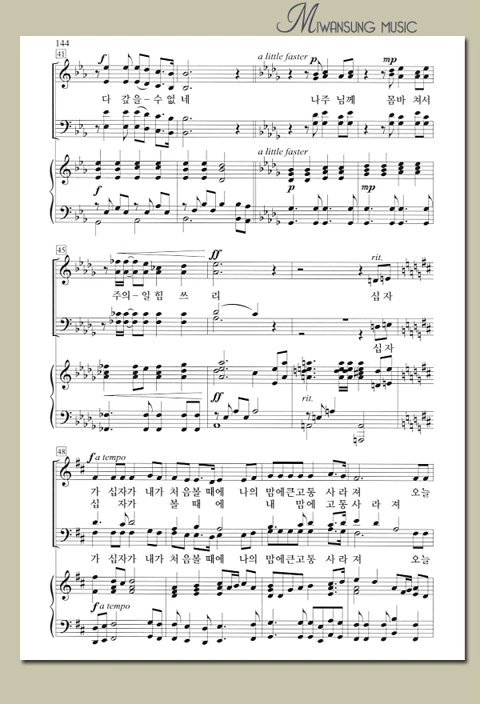 MIWANSUNG MUSIC
144
41
f
a little faster
p
mp
다 갚을 – 수 없 네 나 주 님께 몸 바 쳐서
a little faster
f
p
mp
45
ff
rit.
주의 – 일 힘 쓰 리 십 자
십 자
ff
rit.
48
f a tempo
가 십자가 내가 처음볼 때에 나의 맘에큰고통 사 라 져 오늘
십 자가 볼 때 에 내 맘에 고통사 라 져
가 십자가 내가 처음볼 때에 나의 맘에큰고통 사 라 져 오늘
f a tempo